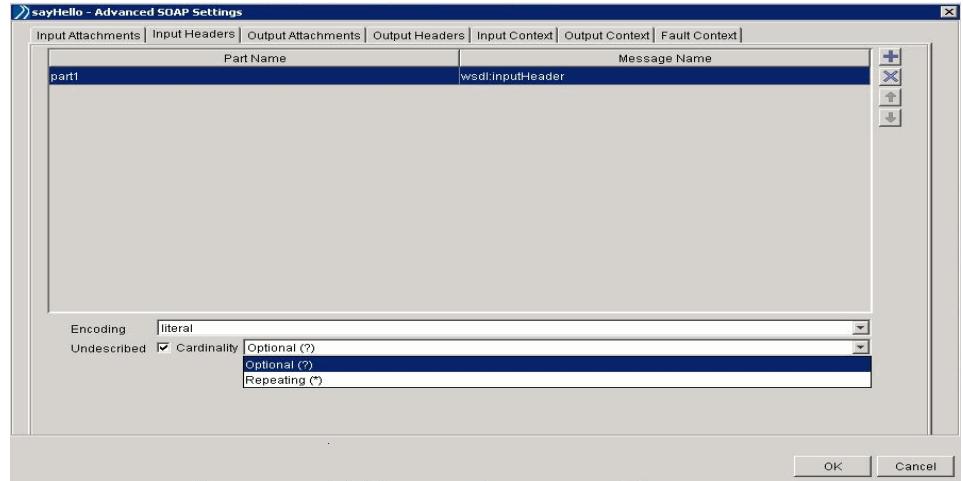 sayHello - Advanced SOAP Settings
Input Attachments Input Headers Output Attachments Output Headers Input Context Output Context Fault Context
Part Name Message Name
part1 wsdl:inputHeader
Encoding literal
Undescribed Cardinality Optional (?)
Optional (?)
Repeating (*)
OK Cancel